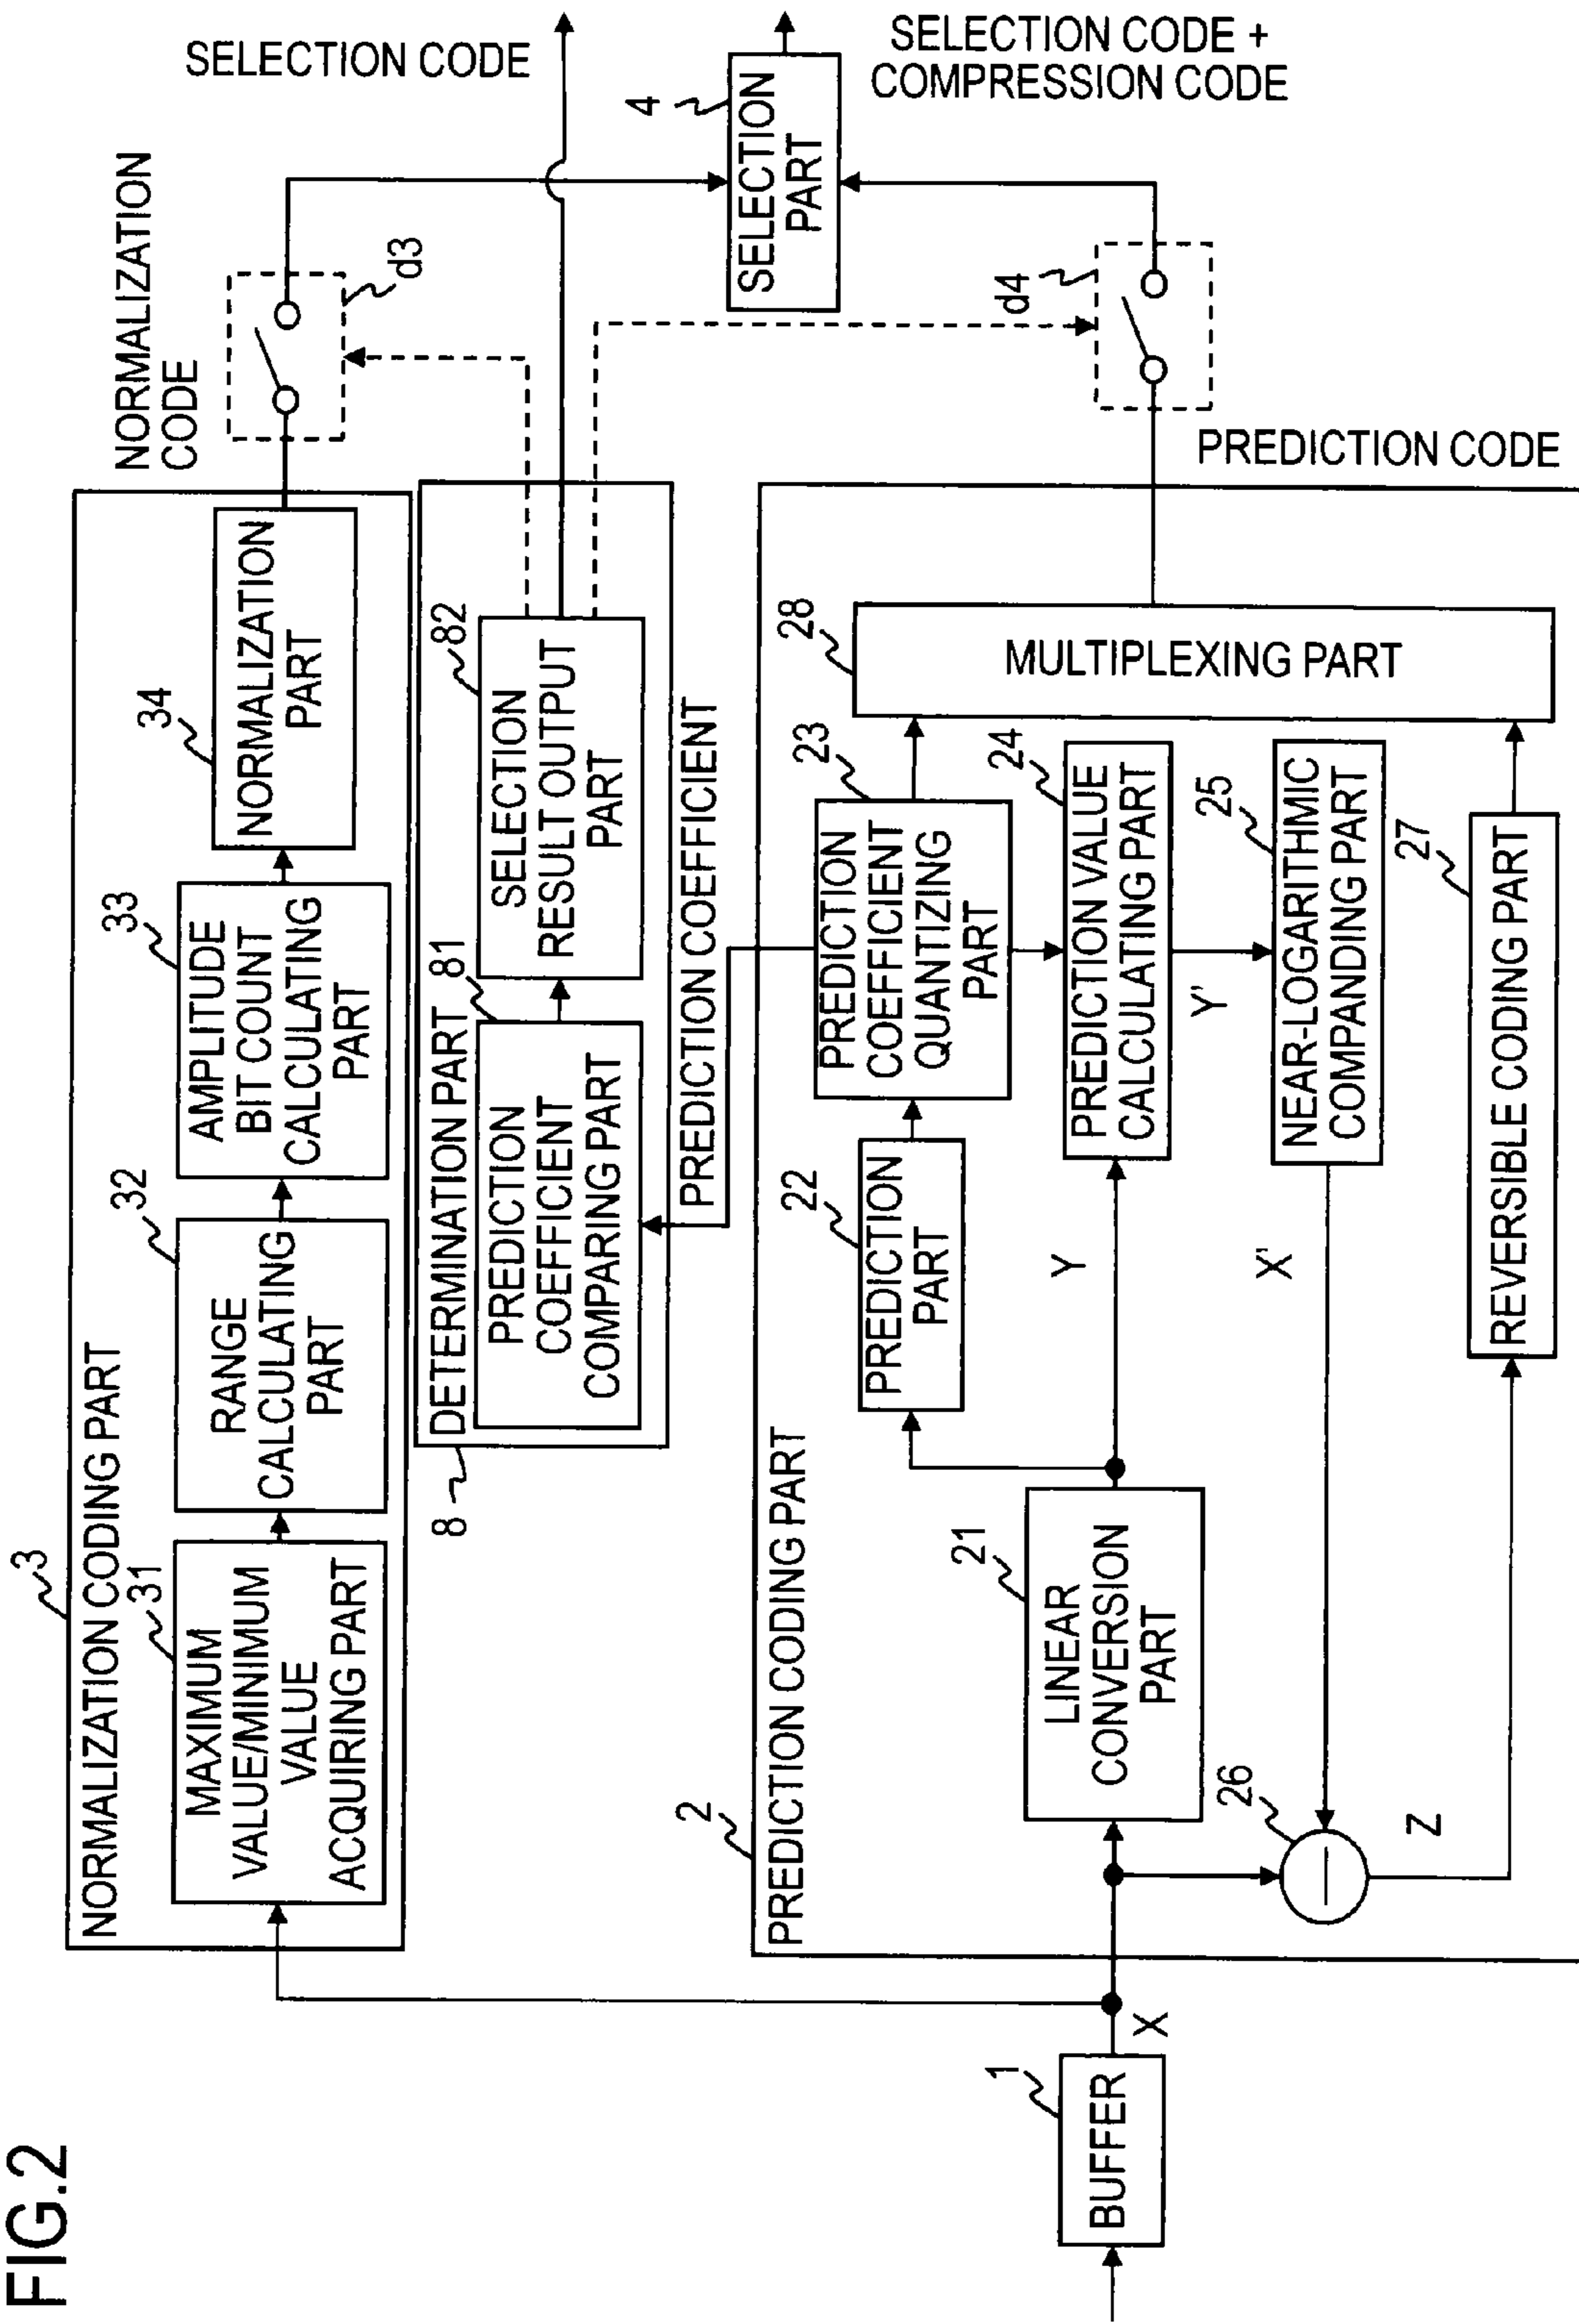 FIG.2
3
NORMALIZATION CODING PART
31
MAXIMUM
VALUE/MINIMUM
VALUE
ACQUIRING PART
32
RANGE
CALCULATING
PART
33
AMPLITUDE
BIT COUNT
CALCULATING
PART
34
NORMALIZATION
PART
NORMALIZATION
CODE
d3
SELECTION CODE
8
DETERMINATION PART
81
PREDICTION
COEFFICIENT
COMPARING PART
82
SELECTION
RESULT OUTPUT
PART
PREDICTION COEFFICIENT
4
SELECTION
PART
SELECTION CODE +
COMPRESSION CODE
d4
PREDICTION CODE
2
PREDICTION CODING PART
1
BUFFER
X
21
LINEAR
CONVERSION
PART
22
PREDICTION
PART
23
PREDICTION
COEFFICIENT
QUANTIZING
PART
Y
24
PREDICTION VALUE
CALCULATING PART
Y'
25
NEAR-LOGARITHMIC
COMPANDING PART
X'
26
Z
27
REVERSIBLE CODING PART
28
MULTIPLEXING PART